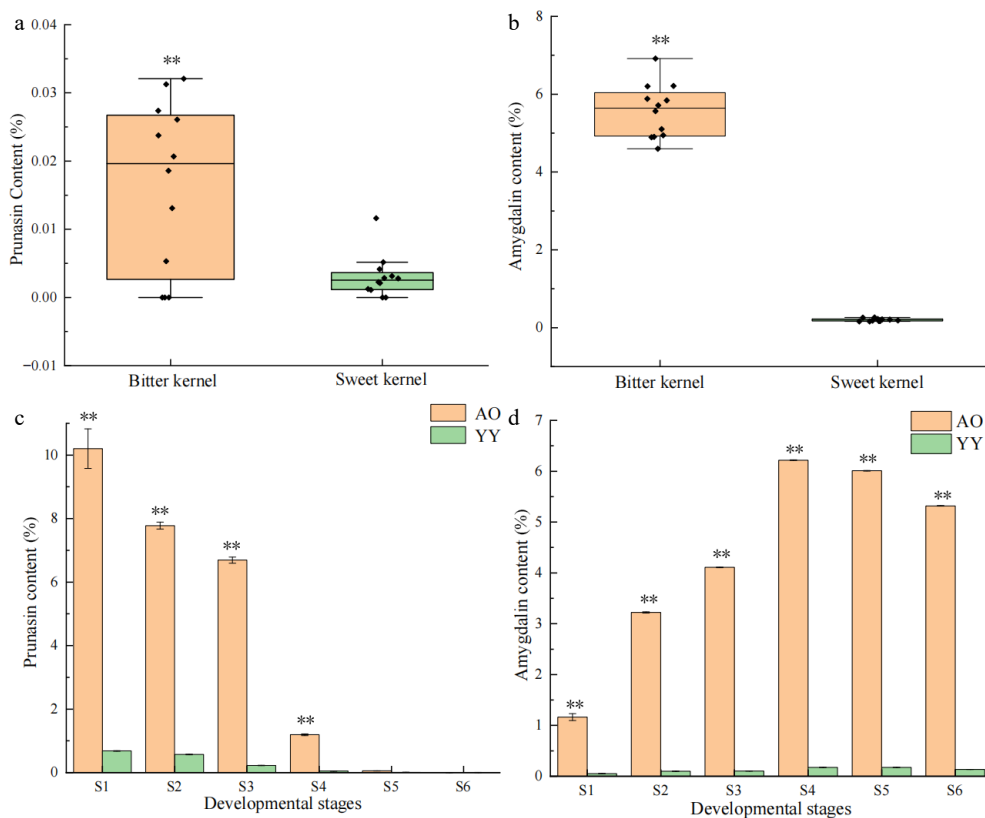 a
**
0.04
0.03
0.02
0.01
0.00
−0.01
Prunasin Content (%)
Bitter kernel
Sweet kernel
b
**
8
6
4
2
0
Amygdalin content (%)
Bitter kernel
Sweet kernel
c
AO
YY
**
**
**
**
10
8
6
4
2
0
Prunasin content (%)
S1
S2
S3
S4
S5
S6
Developmental stages
d
AO
YY
**
**
**
**
**
**
7
6
5
4
3
2
1
0
Amygdalin content (%)
S1
S2
S3
S4
S5
S6
Developmental stages